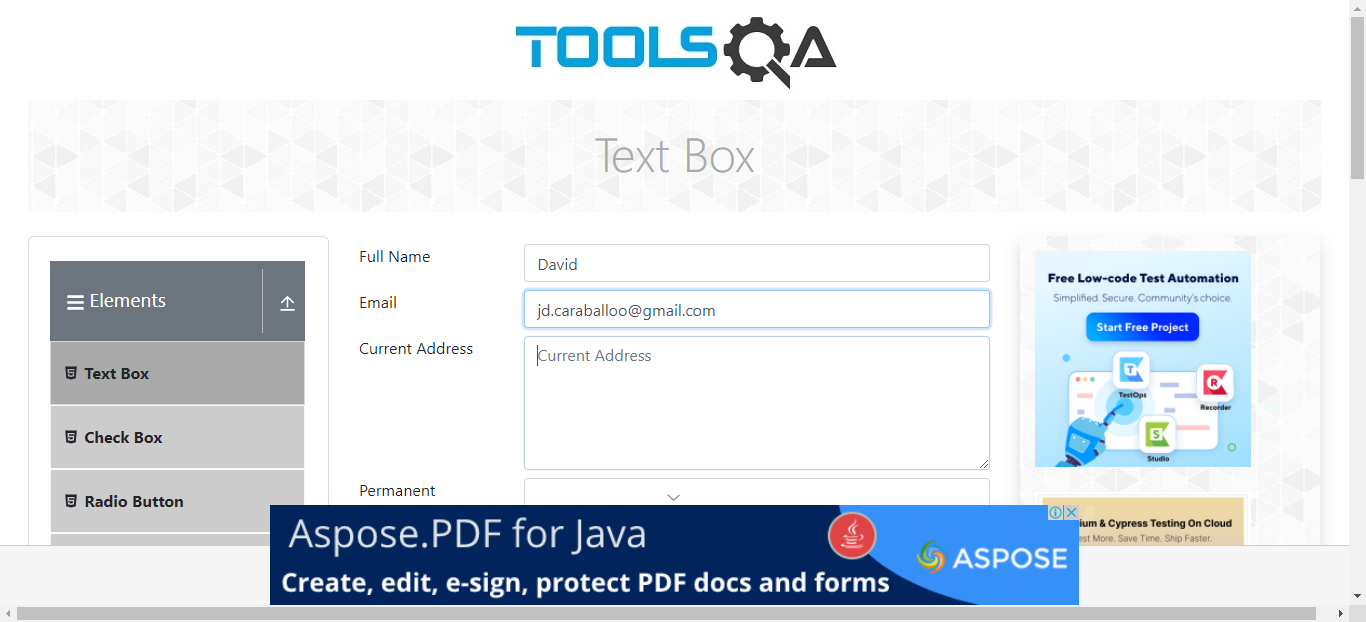 TOOLSQA
Text Box
Elements
Text Box
Check Box
Radio Button
Full Name
David
Email
jd.caraballoo@gmail.com
Current Address
Current Address
Permanent
Free Low-code Test Automation
Simplified. Secure. Community's choice.
Start Free Project
T
TestOps
R
Recorder
S
Studio
ium & Cypress Testing On Cloud
est More. Save Time. Ship Faster.
Aspose.PDF for Java
Create, edit, e-sign, protect PDF docs and forms
ASPOSE